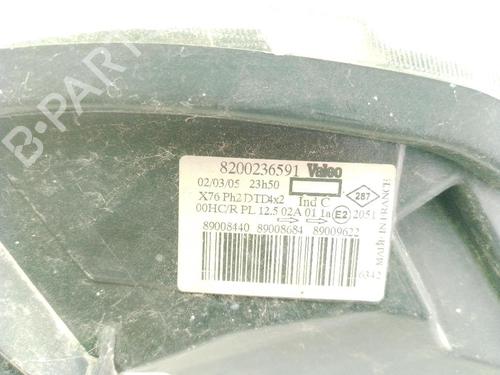 B-PARTS
8200236591 Valeo
02/03/05 23h50
X76 Ph2 DTD4x2 Ind C 287
00HC/R PL 12.5 02A 01 1a E2 2051
89008440 89008684 89009622
6342
MADE IN FRANCE